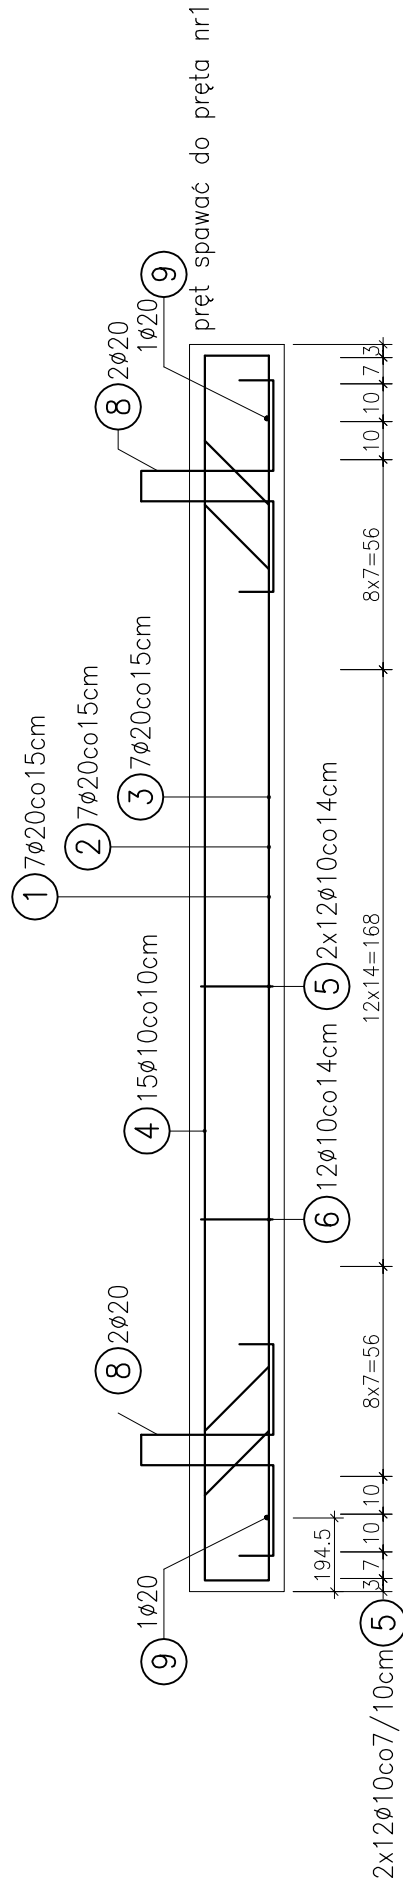 1 7ø20co15cm
2 7ø20co15cm
3 7ø20co15cm
4 15ø10co10cm
8 2ø20
8 2ø20
9 1ø20
9 1ø20
pręt spawać do pręta nr1
6 12ø10co14cm
5 2x12ø10co14cm
194.5
3 7 10 10 8x7=56 12x14=168 8x7=56 10 10 7 3
2x12ø10co7/10cm 5